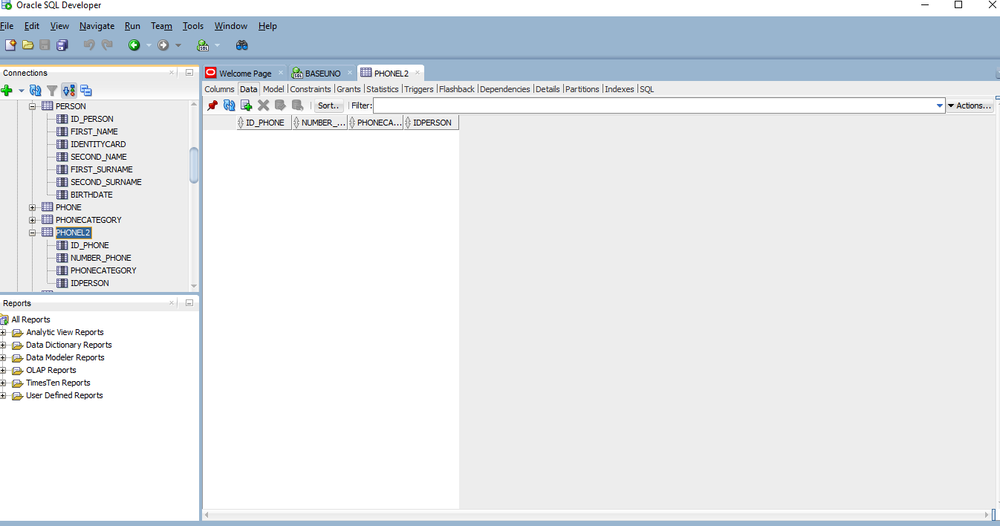 Oracle SQL Developer
File Edit View Navigate Run Team Tools Window Help
SQL
Connections
Welcome Page
SQL BASEUNO
PHONEL2
Columns Data Model Constraints Grants Statistics Triggers Flashback Dependencies Details Partitions Indexes SQL
Sort.. Filter: Actions...
ID_PHONE NUMBER_... PHONECA... IDPERSON
PERSON
ID_PERSON
FIRST_NAME
IDENTITYCARD
SECOND_NAME
FIRST_SURNAME
SECOND_SURNAME
BIRTHDATE
PHONE
PHONECATEGORY
PHONEL2
ID_PHONE
NUMBER_PHONE
PHONECATEGORY
IDPERSON
Reports
All Reports
Analytic View Reports
Data Dictionary Reports
Data Modeler Reports
OLAP Reports
TimesTen Reports
User Defined Reports